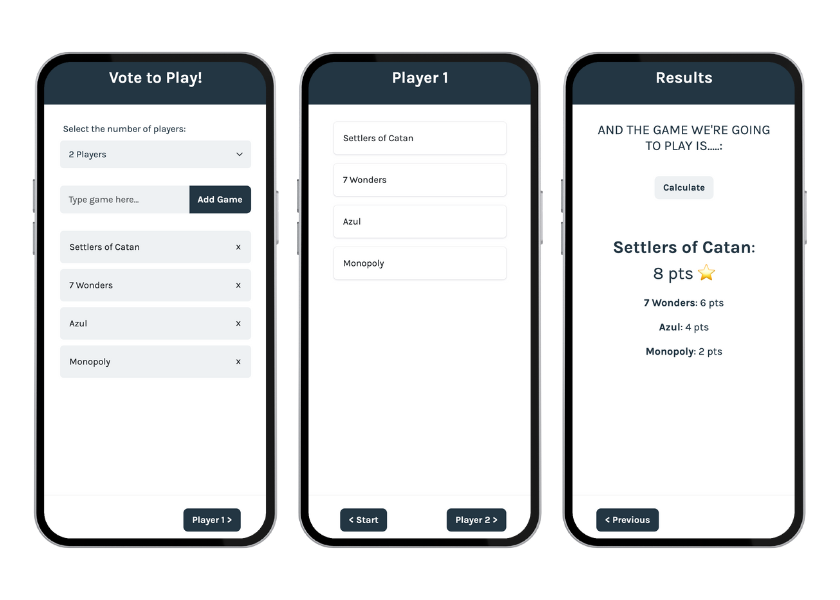 Vote to Play!
Select the number of players:
2 Players
Type game here...
Add Game
Settlers of Catan x
7 Wonders x
Azul x
Monopoly x
Player 1 >
Player 1
Settlers of Catan
7 Wonders
Azul
Monopoly
< Start
Player 2 >
Results
AND THE GAME WE'RE GOING
TO PLAY IS.....:
Calculate
Settlers of Catan:
8 pts ⭐
7 Wonders: 6 pts
Azul: 4 pts
Monopoly: 2 pts
< Previous